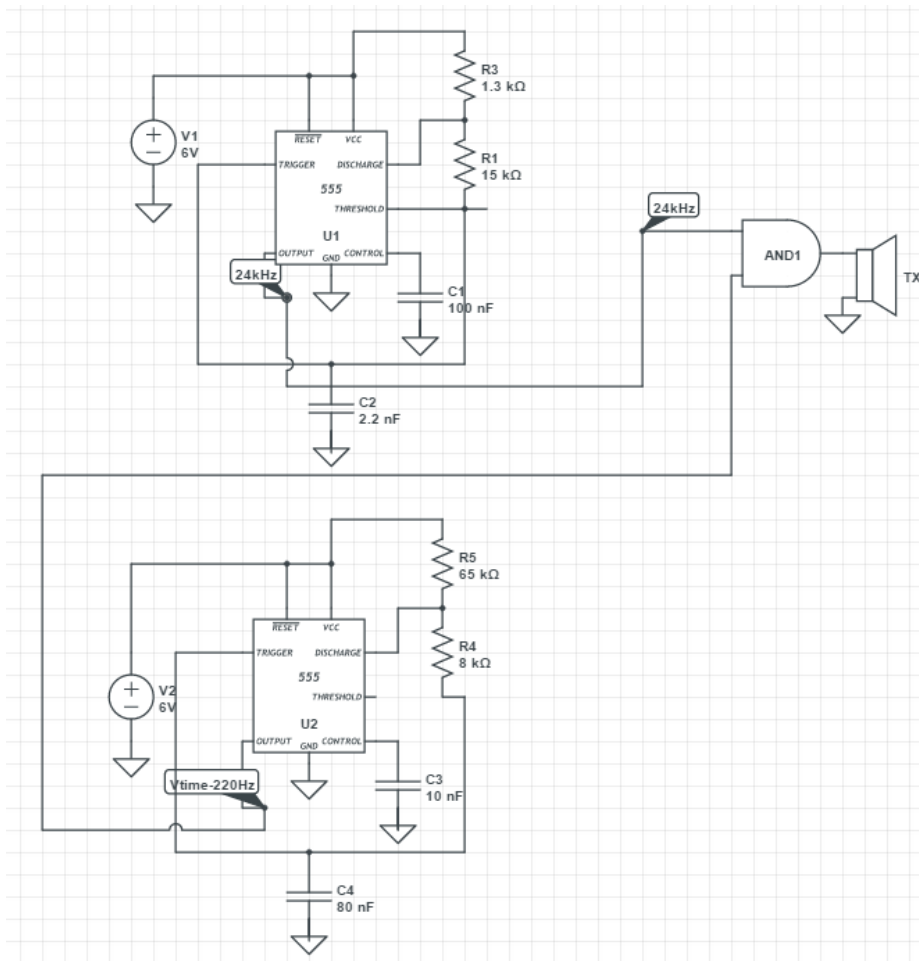 R3
1.3 kΩ
V1
6V
RESET
VCC
TRIGGER
DISCHARGE
R1
15 kΩ
555
THRESHOLD
24kHz
U1
OUTPUT
CONTROL
GND
24kHz
AND1
TX
C1
100 nF
C2
2.2 nF
R5
65 kΩ
RESET
VCC
TRIGGER
DISCHARGE
R4
8 kΩ
555
THRESHOLD
V2
6V
U2
OUTPUT
CONTROL
GND
Vtime-220Hz
C3
10 nF
C4
80 nF